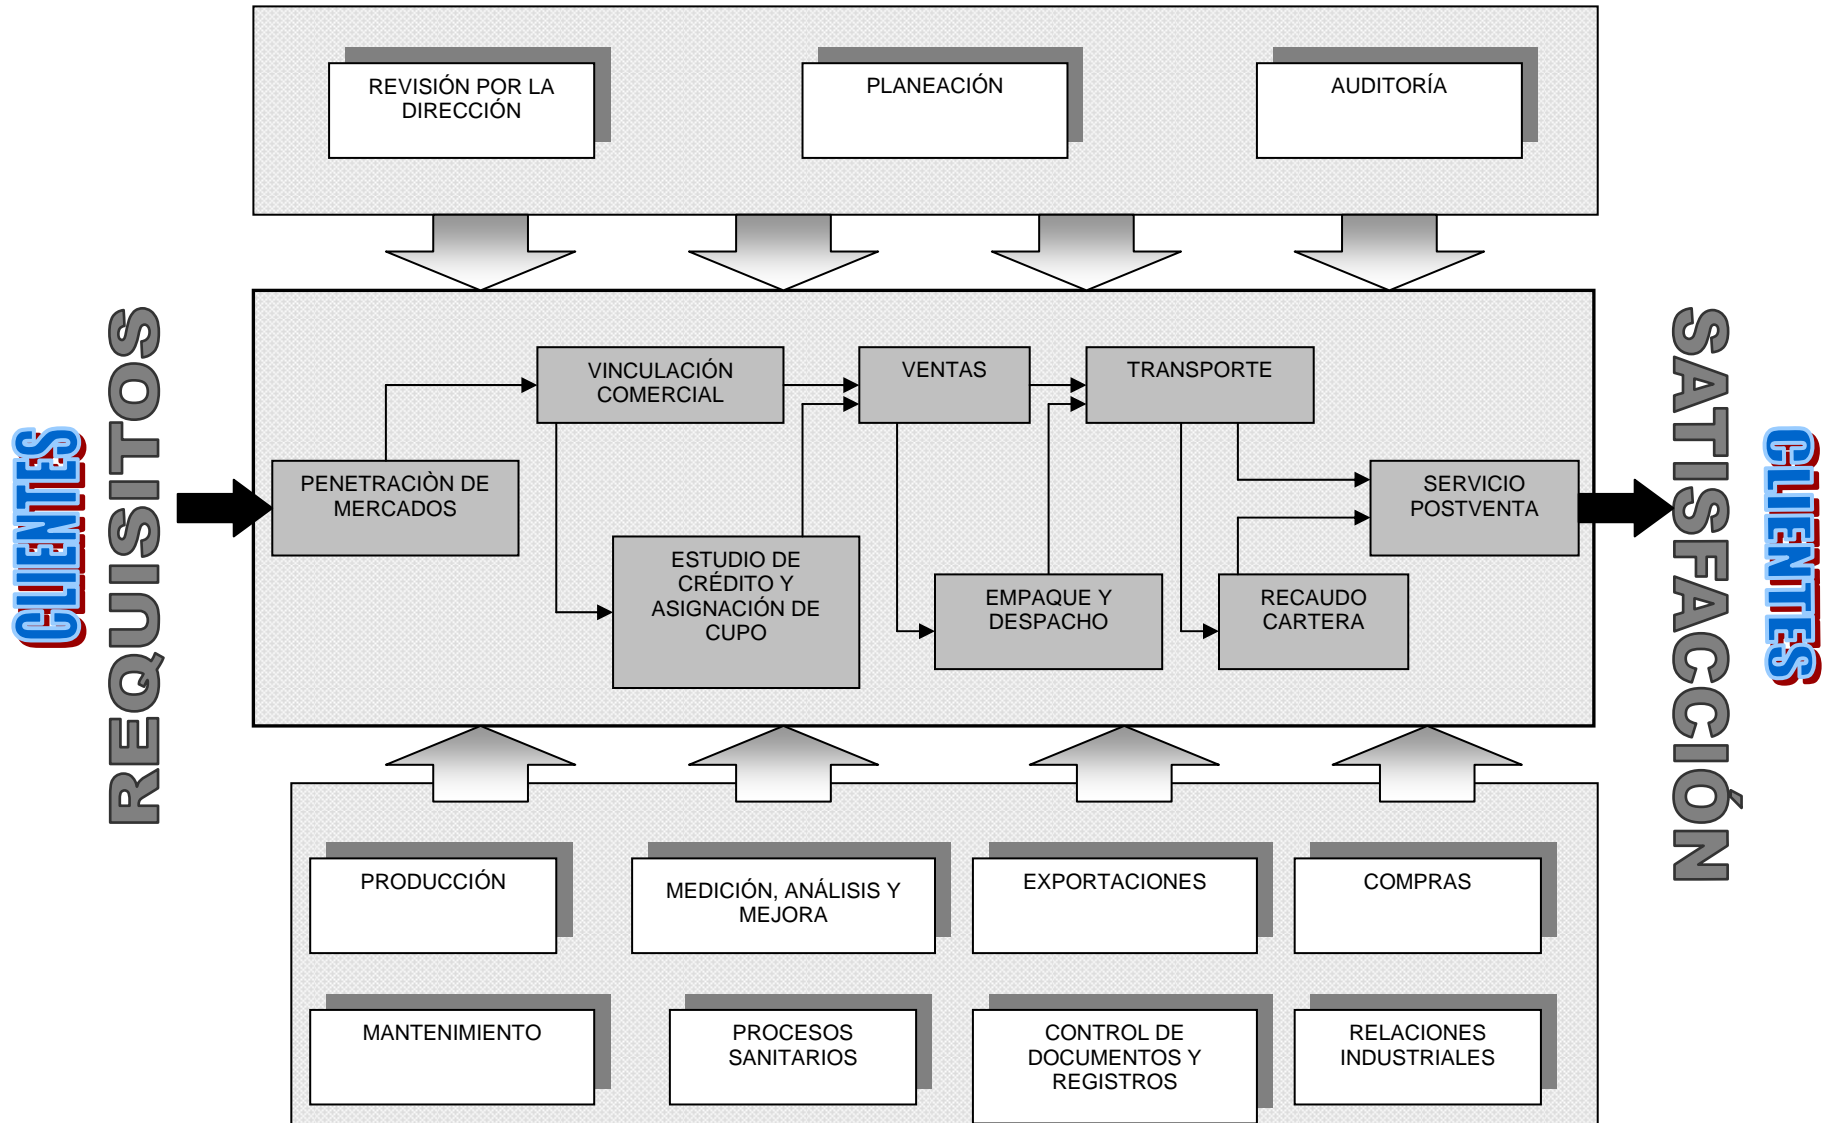 REVISIÓN POR LA
DIRECCIÓN
PLANEACIÓN
AUDITORÍA
CLIENTES
REQUISITOS
PENETRACIÒN DE
MERCADOS
VINCULACIÓN
COMERCIAL
ESTUDIO DE
CRÉDITO Y
ASIGNACIÓN DE
CUPO
VENTAS
EMPAQUE Y
DESPACHO
TRANSPORTE
RECAUDO
CARTERA
SERVICIO
POSTVENTA
SATISFACCIÓN
CLIENTES
PRODUCCIÓN
MEDICIÓN, ANÁLISIS Y
MEJORA
EXPORTACIONES
COMPRAS
MANTENIMIENTO
PROCESOS
SANITARIOS
CONTROL DE
DOCUMENTOS Y
REGISTROS
RELACIONES
INDUSTRIALES